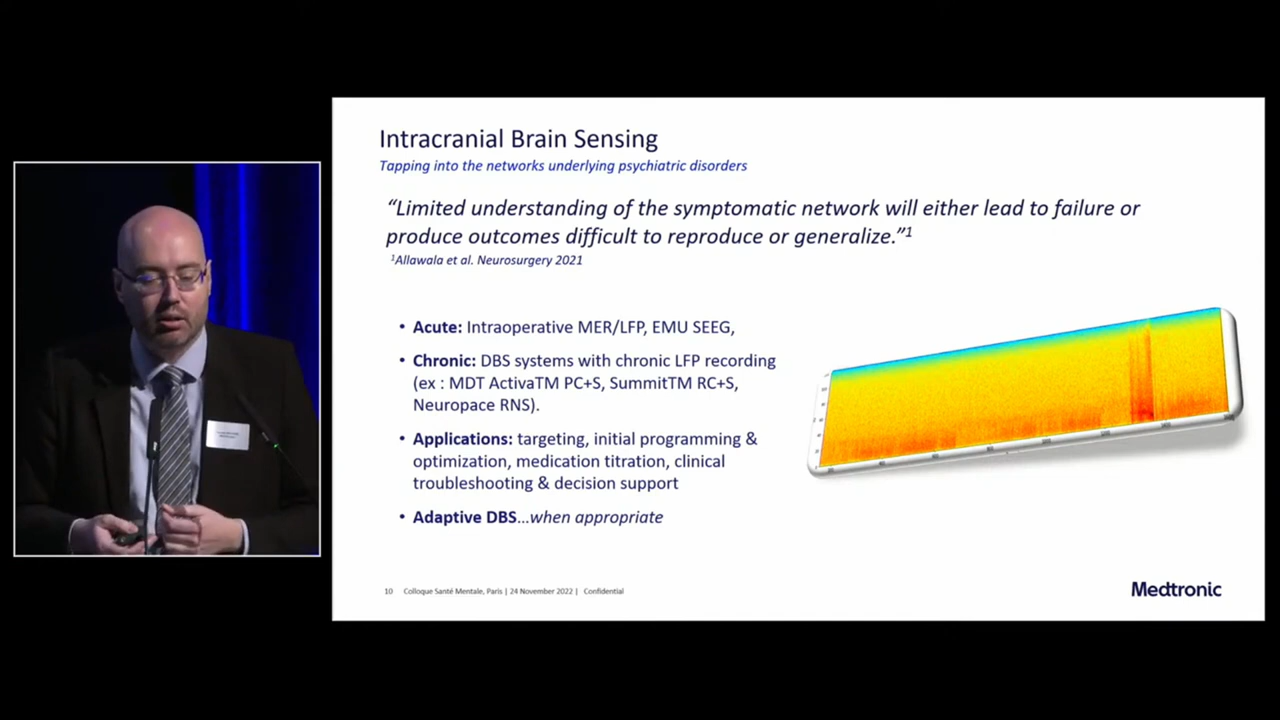 Intracranial Brain Sensing
Tapping into the networks underlying psychiatric disorders
“Limited understanding of the symptomatic network will either lead to failure or
produce outcomes difficult to reproduce or generalize.”1
1Allawala et al. Neurosurgery 2021
• Acute: Intraoperative MER/LFP, EMU SEEG,
• Chronic: DBS systems with chronic LFP recording
(ex : MDT ActivaTM PC+S, SummitTM RC+S,
Neuropace RNS).
• Applications: targeting, initial programming &
optimization, medication titration, clinical
troubleshooting & decision support
• Adaptive DBS…when appropriate
10 Colloque Santé Mentale, Paris | 24 November 2022 | Confidential
Medtronic